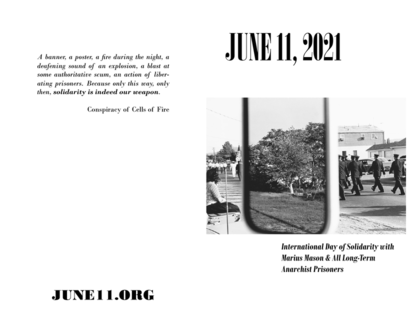 A banner, a poster, a fire during the night, a
deafening sound of an explosion, a blast at
some authoritative scum, an action of liber-
ating prisoners. Because only this way, only
then, solidarity is indeed our weapon.
Conspiracy of Cells of Fire
JUNE11.ORG
JUNE 11, 2021
International Day of Solidarity with
Marius Mason & All Long-Term
Anarchist Prisoners